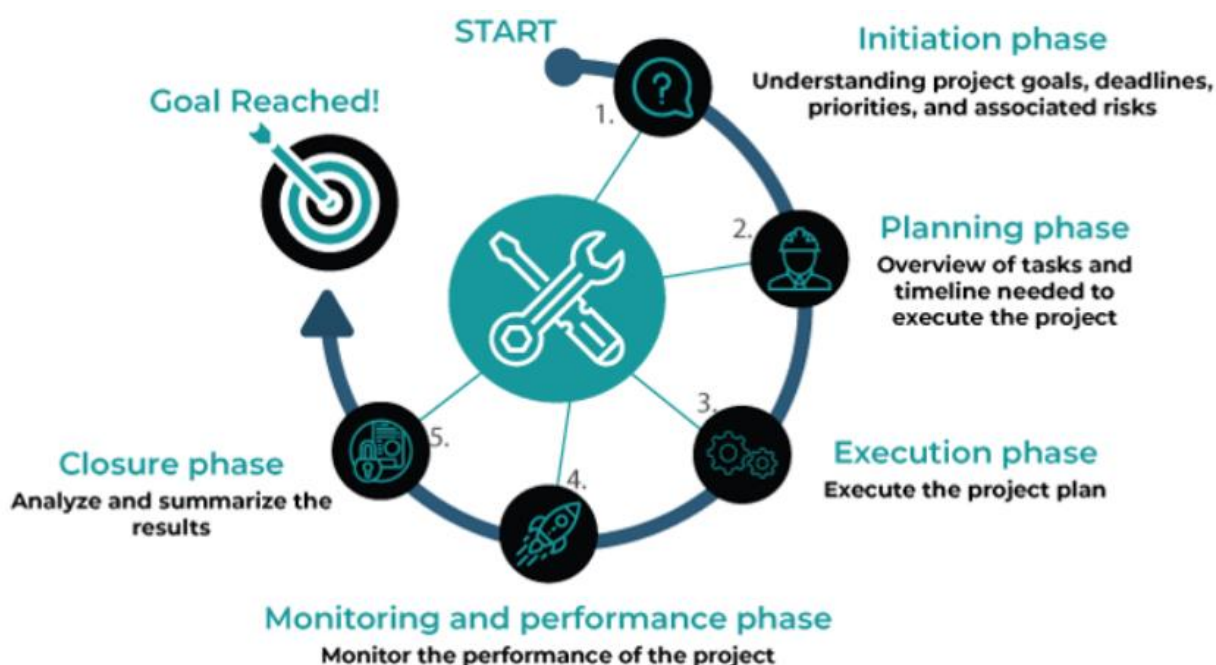 START
Initiation phase
Understanding project goals, deadlines,
priorities, and associated risks
1.
2.
Planning phase
Overview of tasks and
timeline needed to
execute the project
3.
Execution phase
Execute the project plan
4.
Monitoring and performance phase
Monitor the performance of the project
5.
Closure phase
Analyze and summarize the
results
Goal Reached!